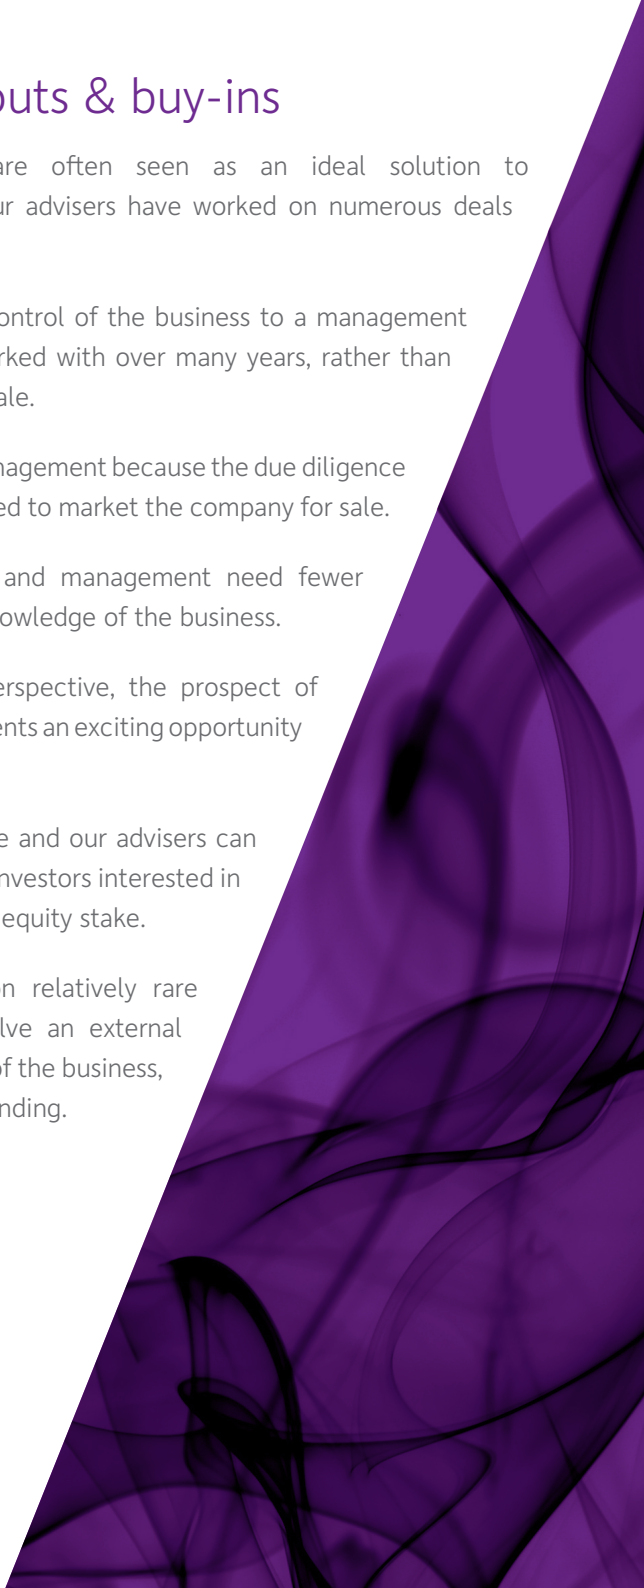 outs & buy-ins
are often seen as an ideal solution to
ur advisers have worked on numerous deals
ontrol of the business to a management
rked with over many years, rather than
ale.
nagement because the due diligence
ed to market the company for sale.
and management need fewer
owledge of the business.
erspective, the prospect of
ents an exciting opportunity
e and our advisers can
nvestors interested in
equity stake.
on relatively rare
lve an external
of the business,
nding.